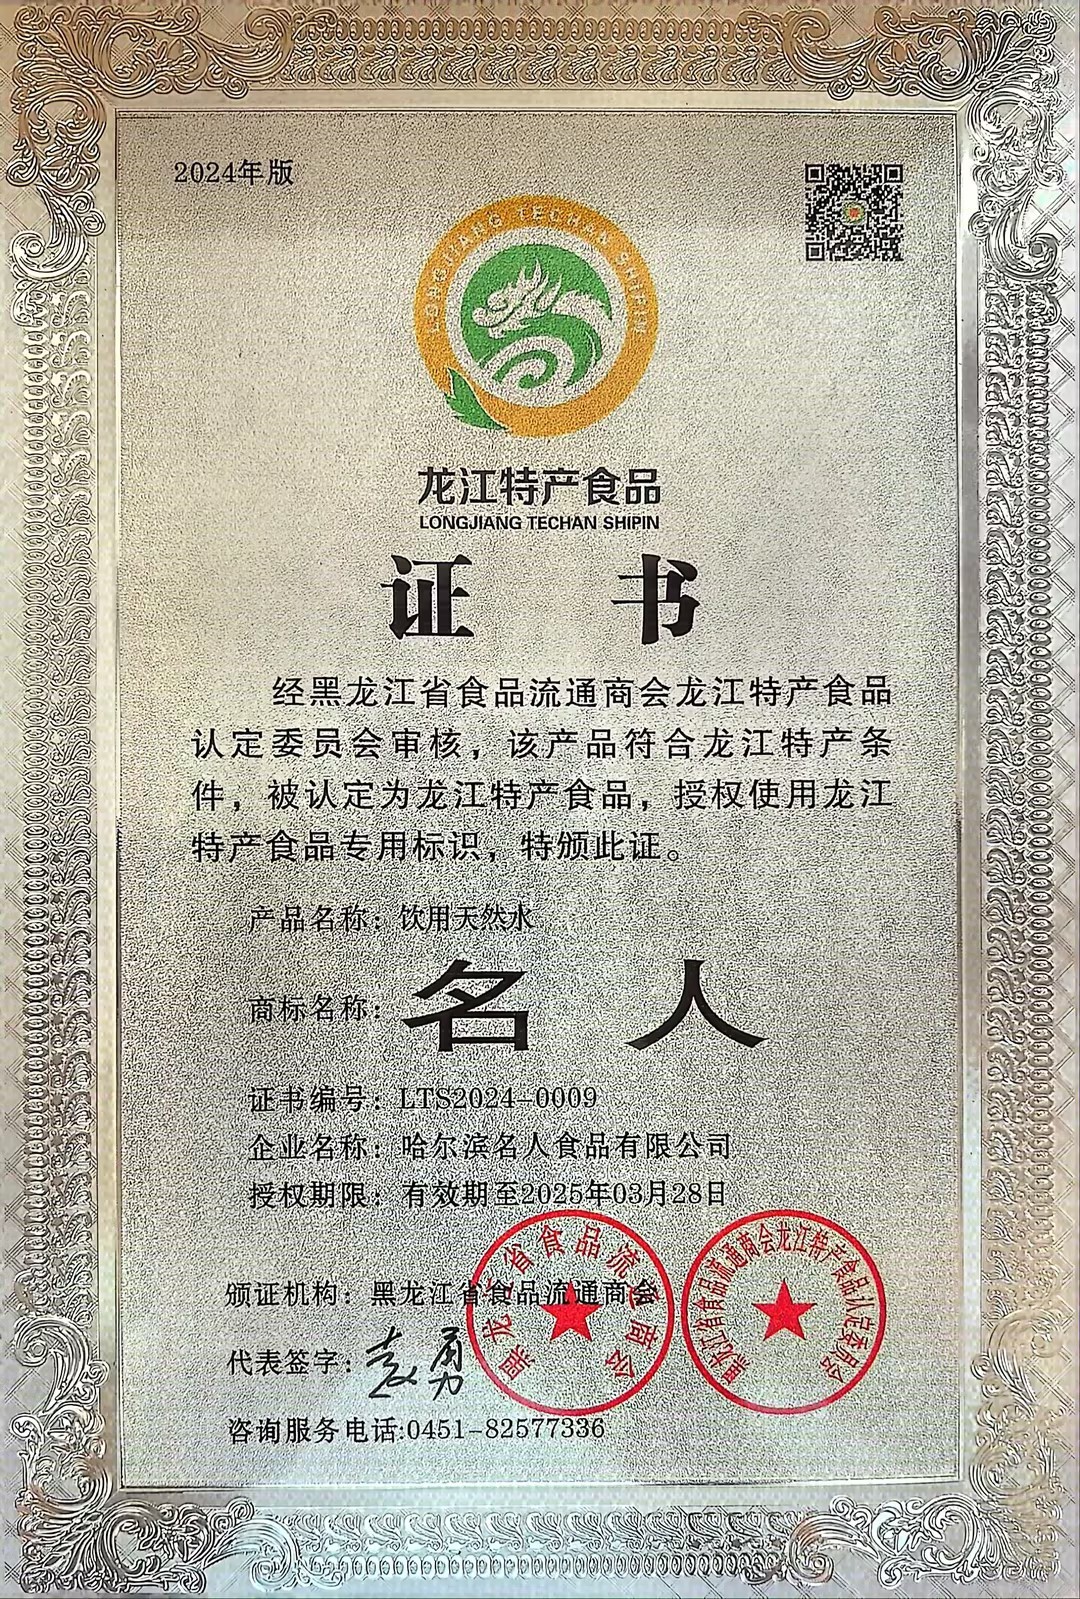 2024年版
LONGJIANG TECHAN SHIPIN
龙江特产食品
LONGJIANG TECHAN SHIPIN
证 书
经黑龙江省食品流通商会龙江特产食品
认定委员会审核，该产品符合龙江特产条
件，被认定为龙江特产食品，授权使用龙江
特产食品专用标识，特颁此证。
产品名称：饮用天然水
商标名称：名 人
证书编号：LTS2024-0009
企业名称：哈尔滨名人食品有限公司
授权期限：有效期至2025年03月28日
颁证机构：黑龙江省食品流通商会
黑龙江省食品流通商会
黑龙江省食品流通商会龙江特产食品认定委员会
代表签字：
咨询服务电话:0451-82577336